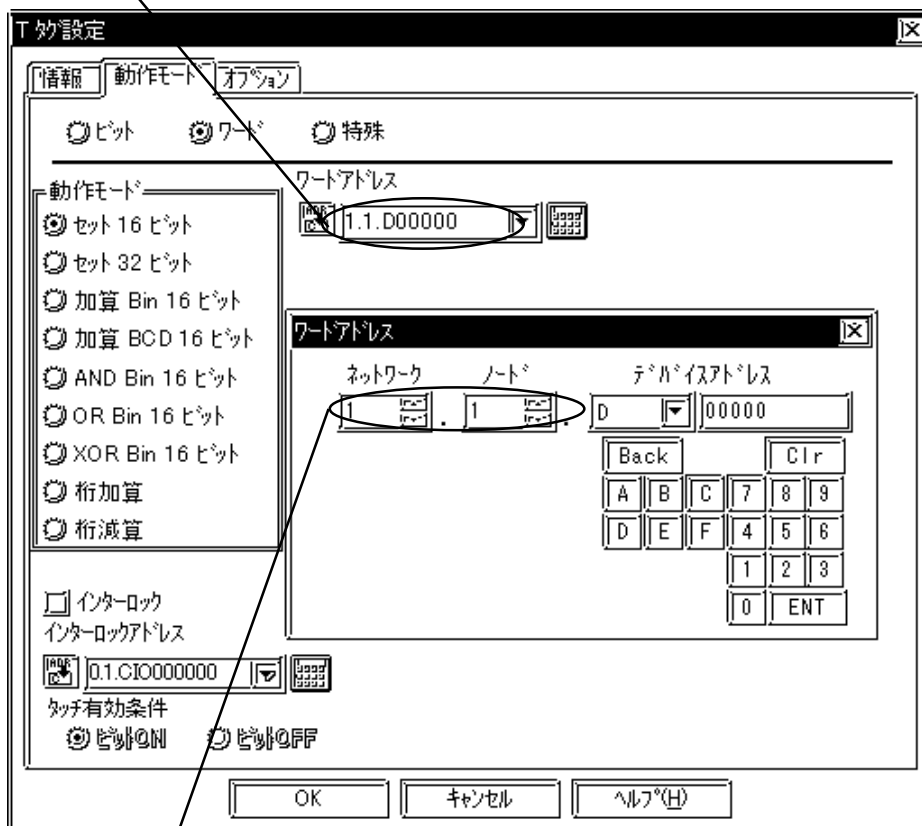 T ﾀｸﾞ設定
情報 動作ﾓｰﾄﾞ ｵﾌﾟｼｮﾝ
ﾋﾞｯﾄ ﾜｰﾄﾞ 特殊
動作ﾓｰﾄﾞ
ｾｯﾄ 16 ﾋﾞｯﾄ
ｾｯﾄ 32 ﾋﾞｯﾄ
加算 Bin 16 ﾋﾞｯﾄ
加算 BCD 16 ﾋﾞｯﾄ
AND Bin 16 ﾋﾞｯﾄ
OR Bin 16 ﾋﾞｯﾄ
XOR Bin 16 ﾋﾞｯﾄ
桁加算
桁減算
ﾜｰﾄﾞｱﾄﾞﾚｽ
1.1.D00000
ﾜｰﾄﾞｱﾄﾞﾚｽ
ﾈｯﾄﾜｰｸ ﾉｰﾄﾞ ﾃﾞﾊﾞｲｽｱﾄﾞﾚｽ
1 . 1 . D 00000
Back Clr
A B C 7 8 9
D E F 4 5 6
1 2 3
0 ENT
ｲﾝﾀｰﾛｯｸ
ｲﾝﾀｰﾛｯｸｱﾄﾞﾚｽ
0.1.CIO000000
ﾀｯﾁ有効条件
ﾋﾞｯﾄON ﾋﾞｯﾄOFF
OK ｷｬﾝｾﾙ ﾍﾙﾌﾟ(H)